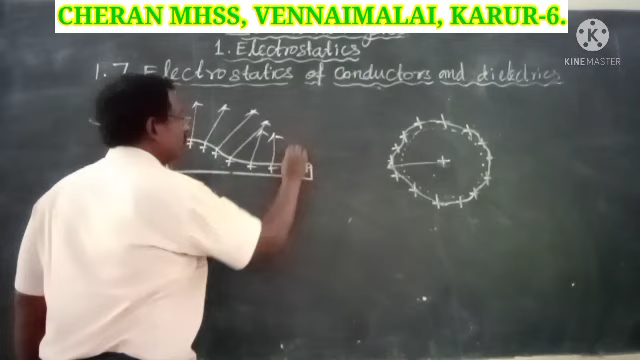 CHERAN MHSS, VENNAIMALAI, KARUR-6.
K
KINEMASTER
1. Electrostatics
1.7 Electrostatics of conductors and dielectrics